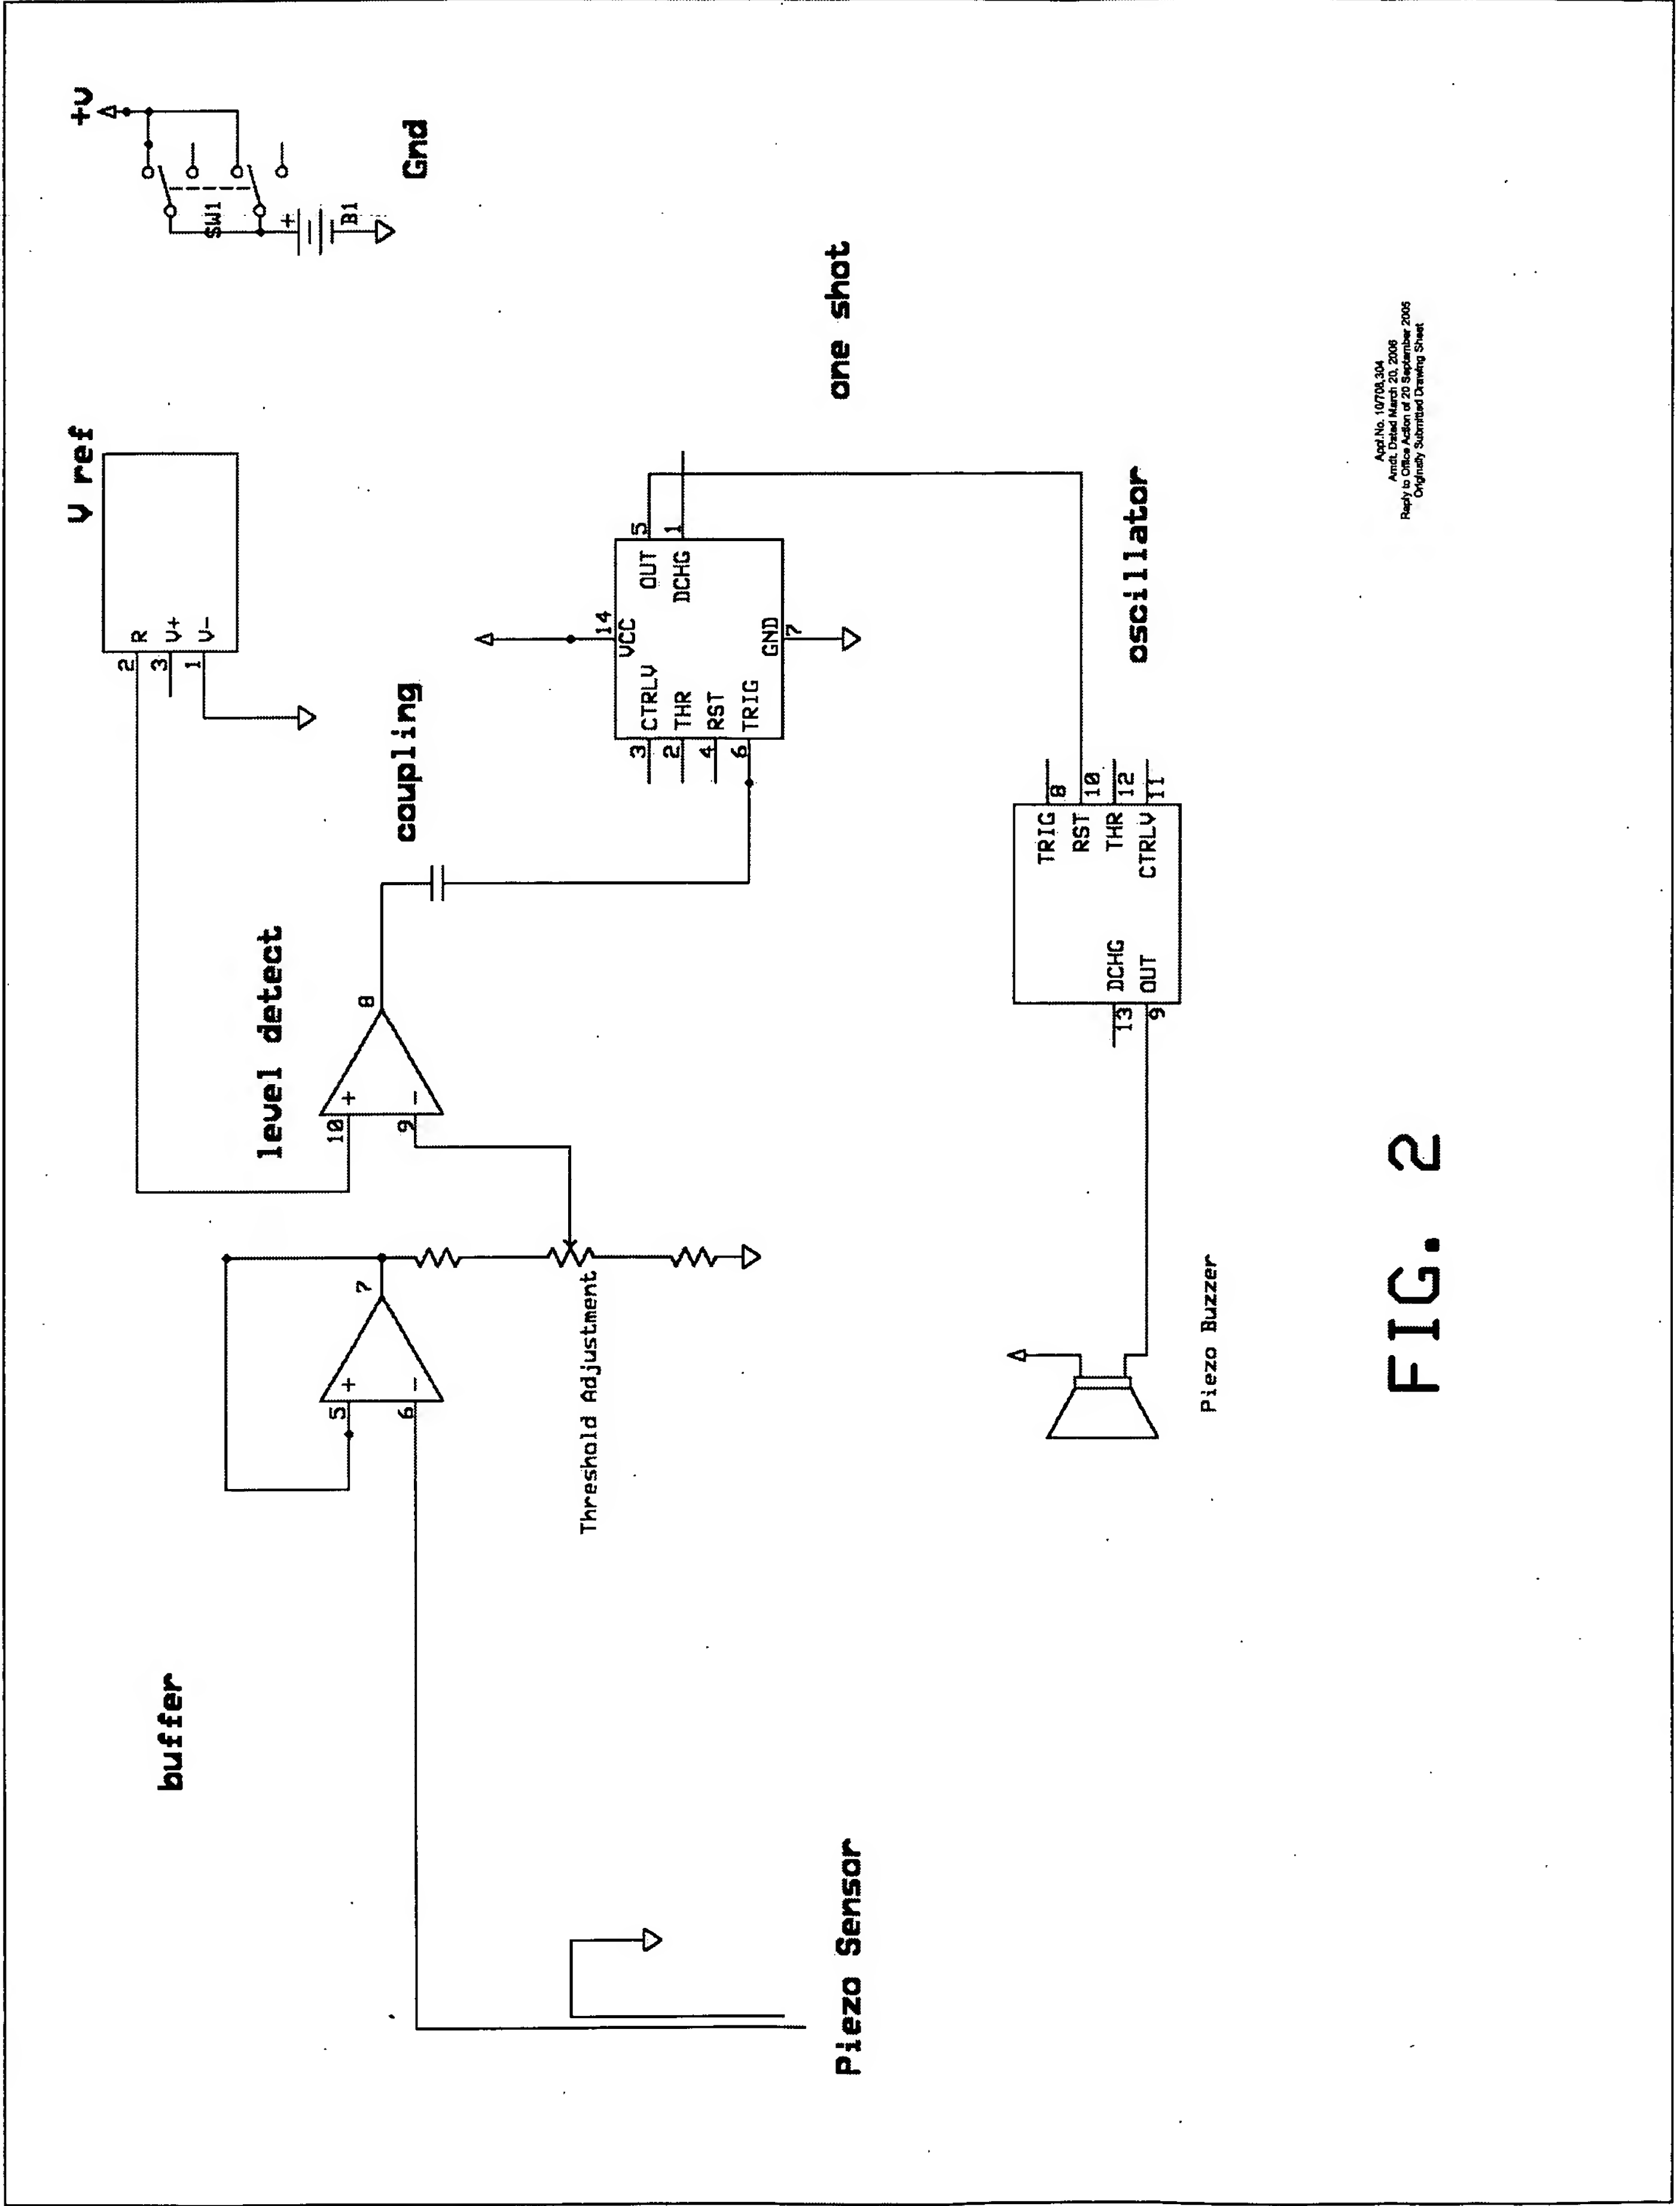 +V
SW1
+
B1
Gnd
V ref
2 R
3 V+
1 V-
level detect
10 +
9 -
8
coupling
buffer
5 +
6 -
7
Threshold Adjustment
Piezo Sensor
one shot
14
VCC
3 CTRLV
2 THR
4 RST
6 TRIG
OUT 5
DCHG 1
GND
7
oscillator
TRIG 8
RST 10
THR 12
CTRLV 11
13 DCHG
9 OUT
Piezo Buzzer
FIG. 2
Appl.No. 10/708,304
Amdt. Dated March 20, 2006
Reply to Office Action of 20 September 2005
Originally Submitted Drawing Sheet